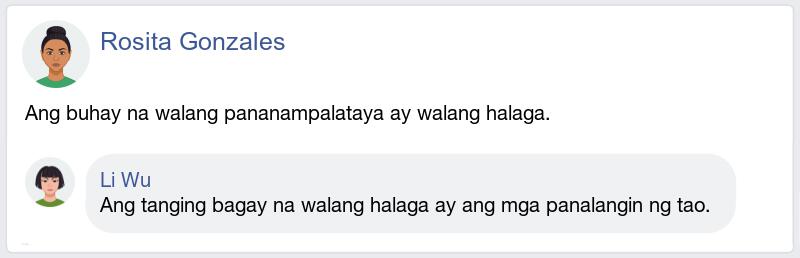 Rosita Gonzales
Ang buhay na walang pananampalataya ay walang halaga.
Li Wu
Ang tanging bagay na walang halaga ay ang mga panalangin ng tao.